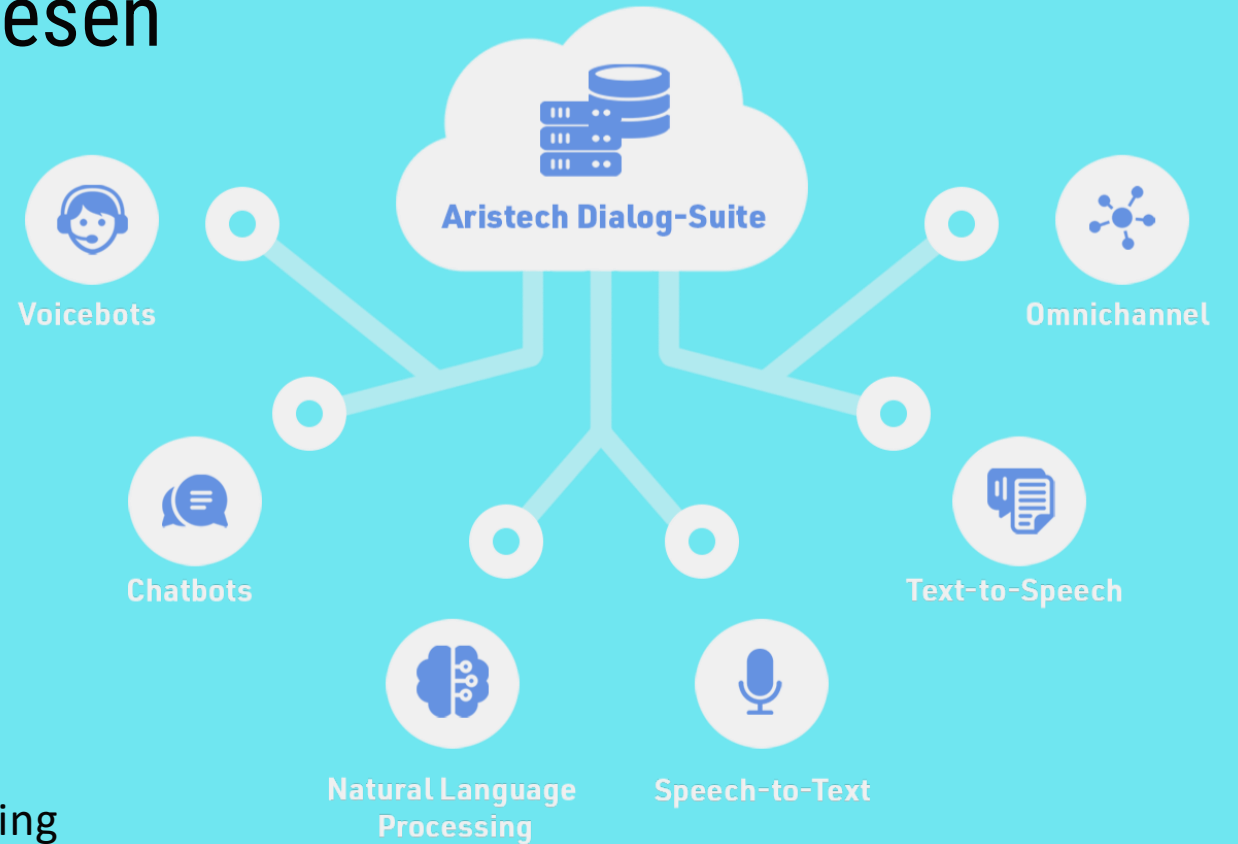 esen
Aristech Dialog-Suite
Voicebots
Omnichannel
Chatbots
Text-to-Speech
Natural Language
Processing
Speech-to-Text
ing